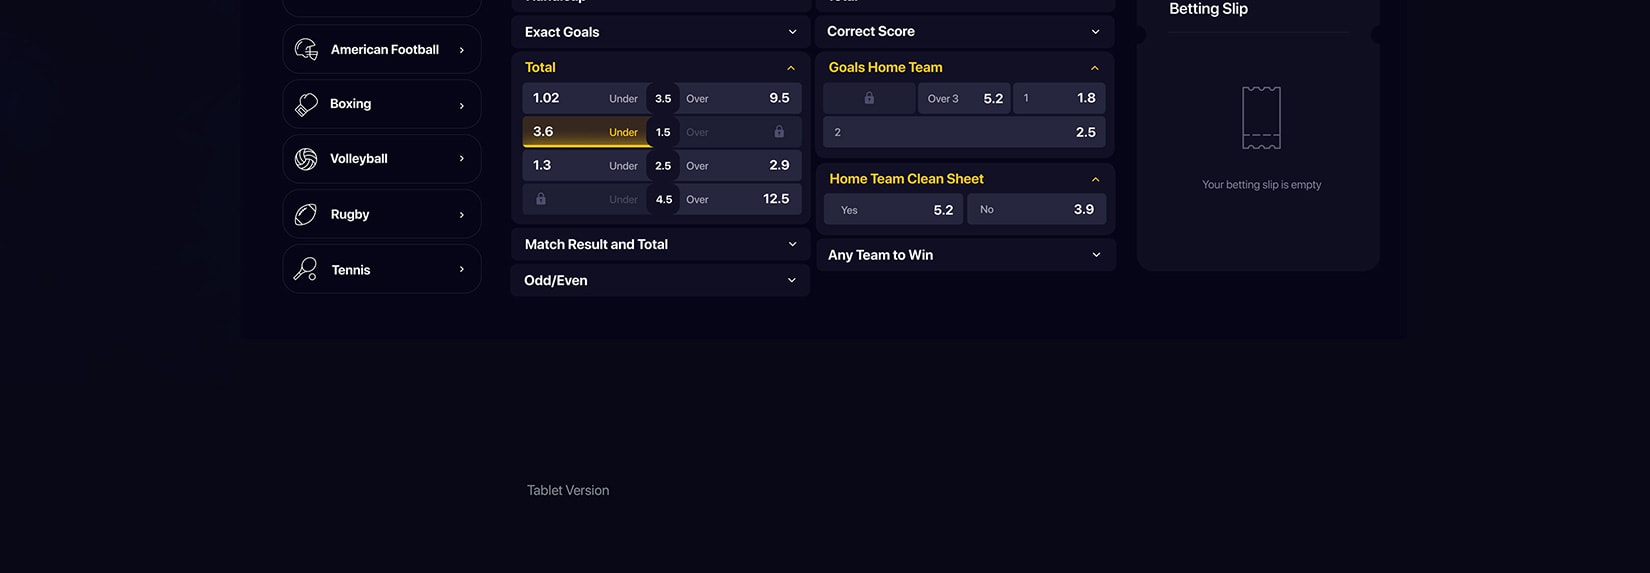 American Football
Boxing
Volleyball
Rugby
Tennis
Exact Goals
Total
1.02 Under 3.5 Over 9.5
3.6 Under 1.5 Over
1.3 Under 2.5 Over 2.9
Under 4.5 Over 12.5
Match Result and Total
Odd/Even
Correct Score
Goals Home Team
Over 3 5.2 1 1.8
2 2.5
Home Team Clean Sheet
Yes 5.2 No 3.9
Any Team to Win
Betting Slip
Your betting slip is empty
Tablet Version